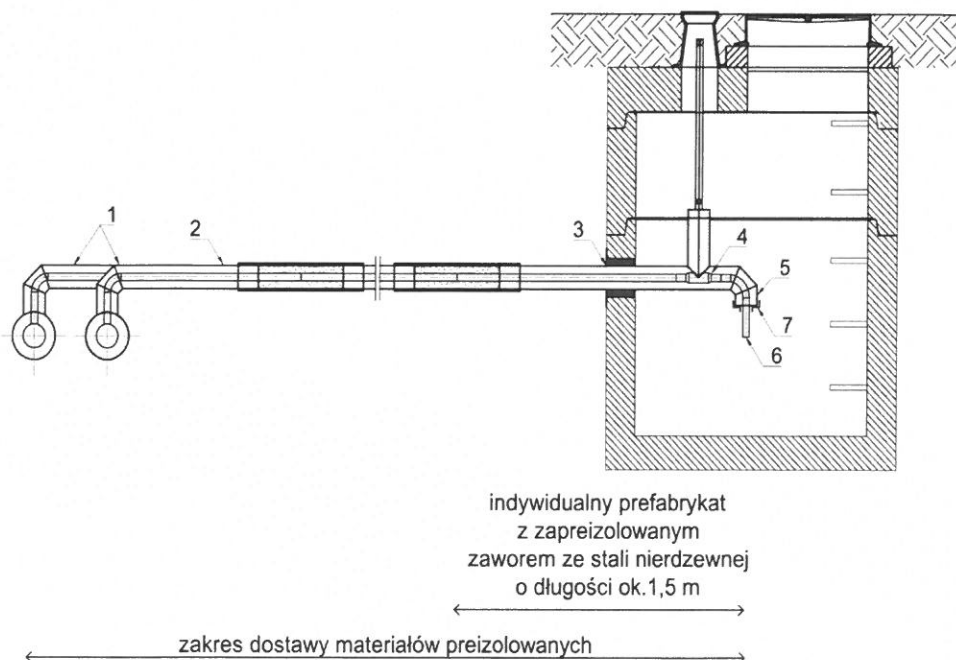 1
2
3
4
5
7
6
indywidualny prefabrykat
z zapreizolowanym
zaworem ze stali nierdzewnej
o długości ok.1,5 m
zakres dostawy materiałów preizolowanych